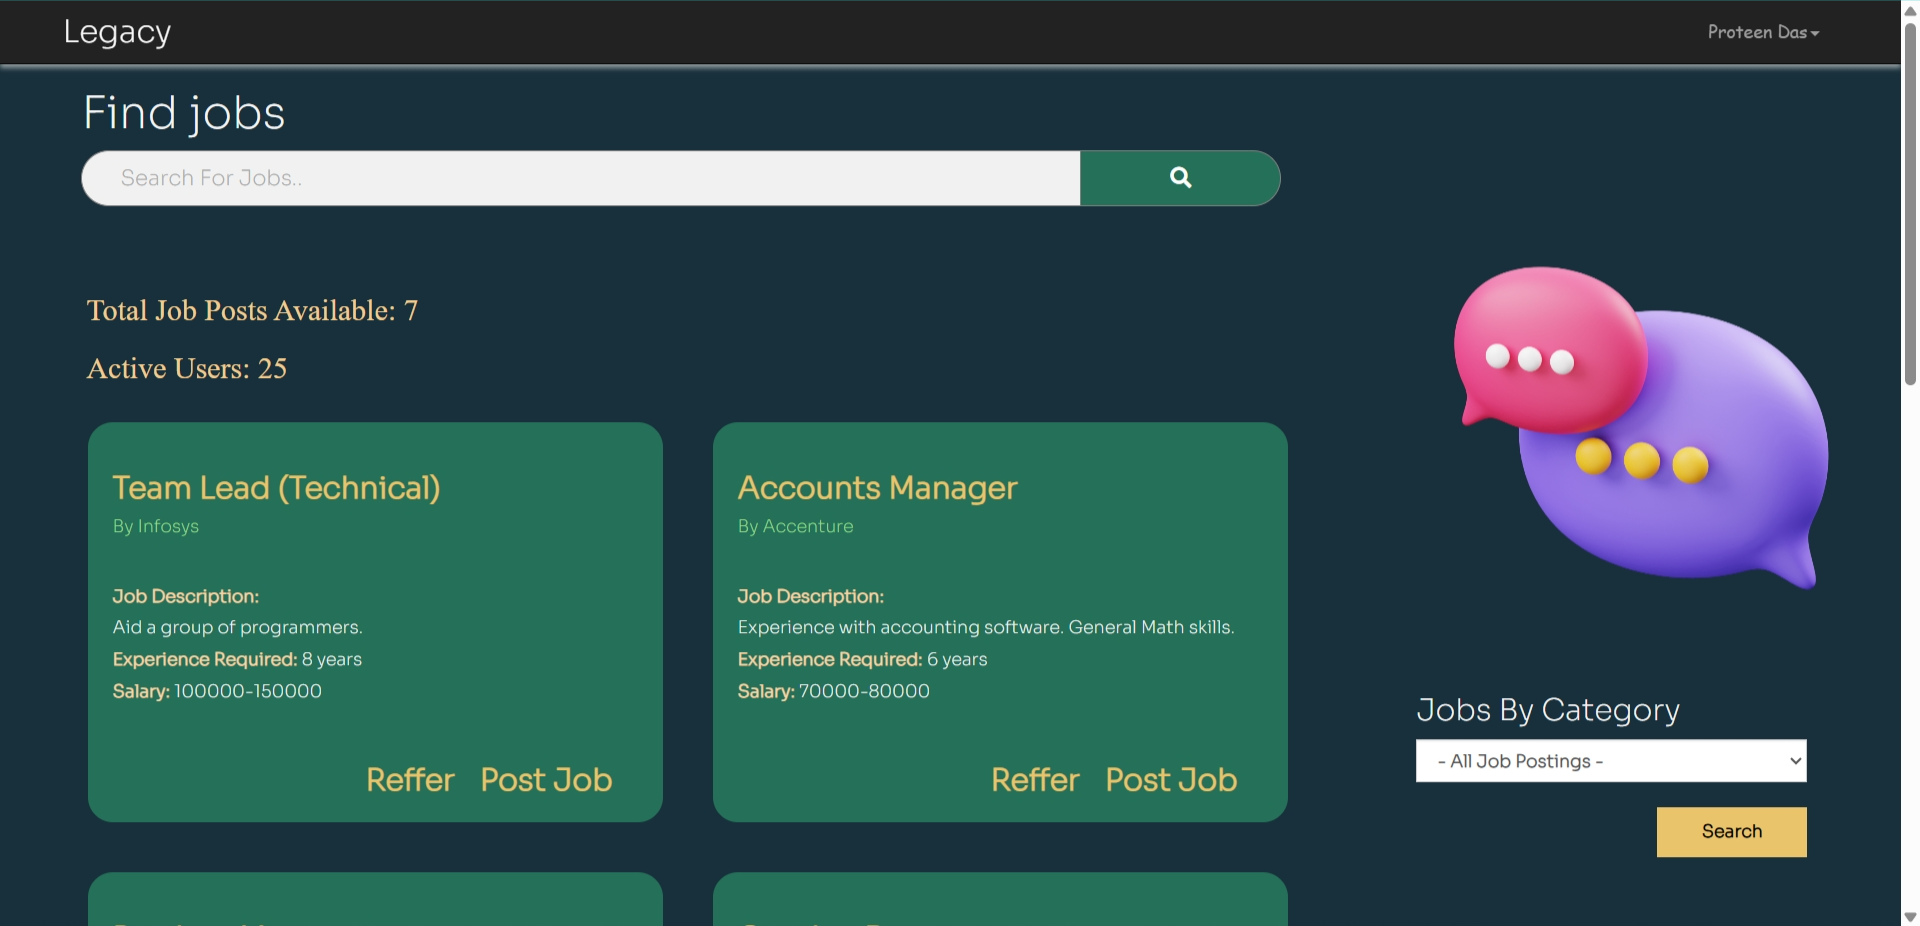 Legacy
Proteen Das
Find jobs
Search For Jobs..
Total Job Posts Available: 7
Active Users: 25
Team Lead (Technical)
By Infosys
Job Description:
Aid a group of programmers.
Experience Required: 8 years
Salary: 100000-150000
Reffer Post Job
Accounts Manager
By Accenture
Job Description:
Experience with accounting software. General Math skills.
Experience Required: 6 years
Salary: 70000-80000
Reffer Post Job
Jobs By Category
- All Job Postings -
Search